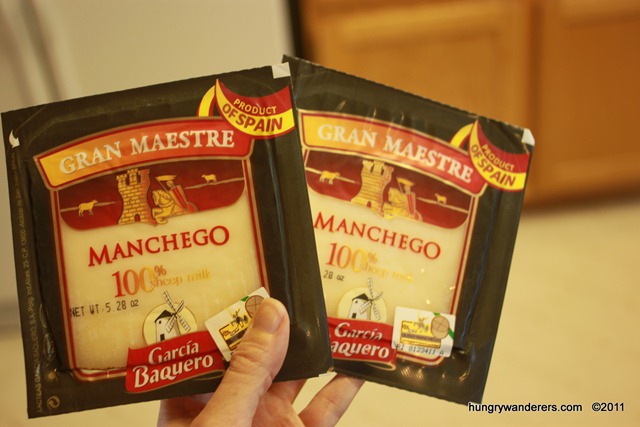 PRODUCT
OF SPAIN
GRAN MAESTRE
MANCHEGO
100%
sheep milk
NET WT. 5.28 oz
García
Baquero
PRODUCT
OF SPAIN
GRAN MAESTRE
MANCHEGO
100%
sheep milk
28 oz
García
Baquero
hungrywanderers.com ©2011